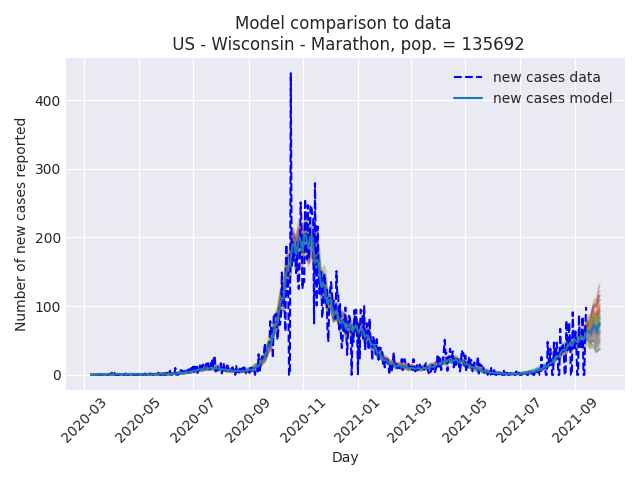 Model comparison to data
US - Wisconsin - Marathon, pop. = 135692
new cases data
new cases model
Number of new cases reported
400
300
200
100
0
2020-03
2020-05
2020-07
2020-09
2020-11
2021-01
2021-03
2021-05
2021-07
2021-09
Day